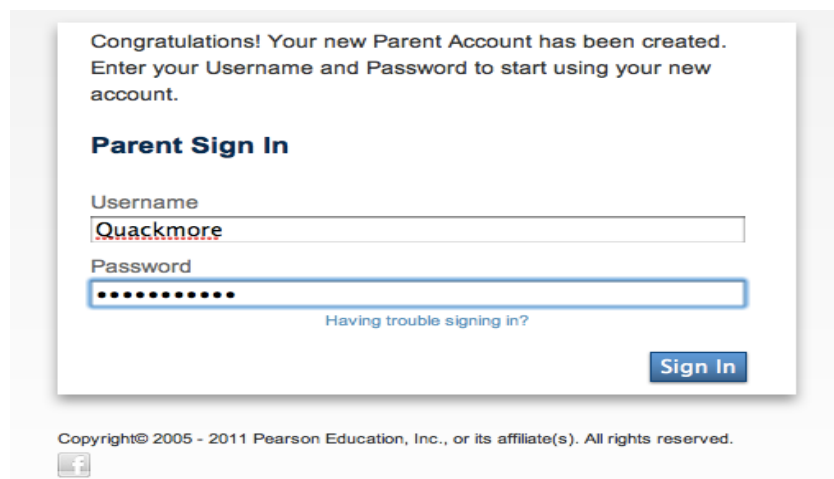 Congratulations! Your new Parent Account has been created.
Enter your Username and Password to start using your new
account.
Parent Sign In
Username
Quackmore
Password
•••••••••••
Having trouble signing in?
Sign In
Copyright© 2005 - 2011 Pearson Education, Inc., or its affiliate(s). All rights reserved.
f